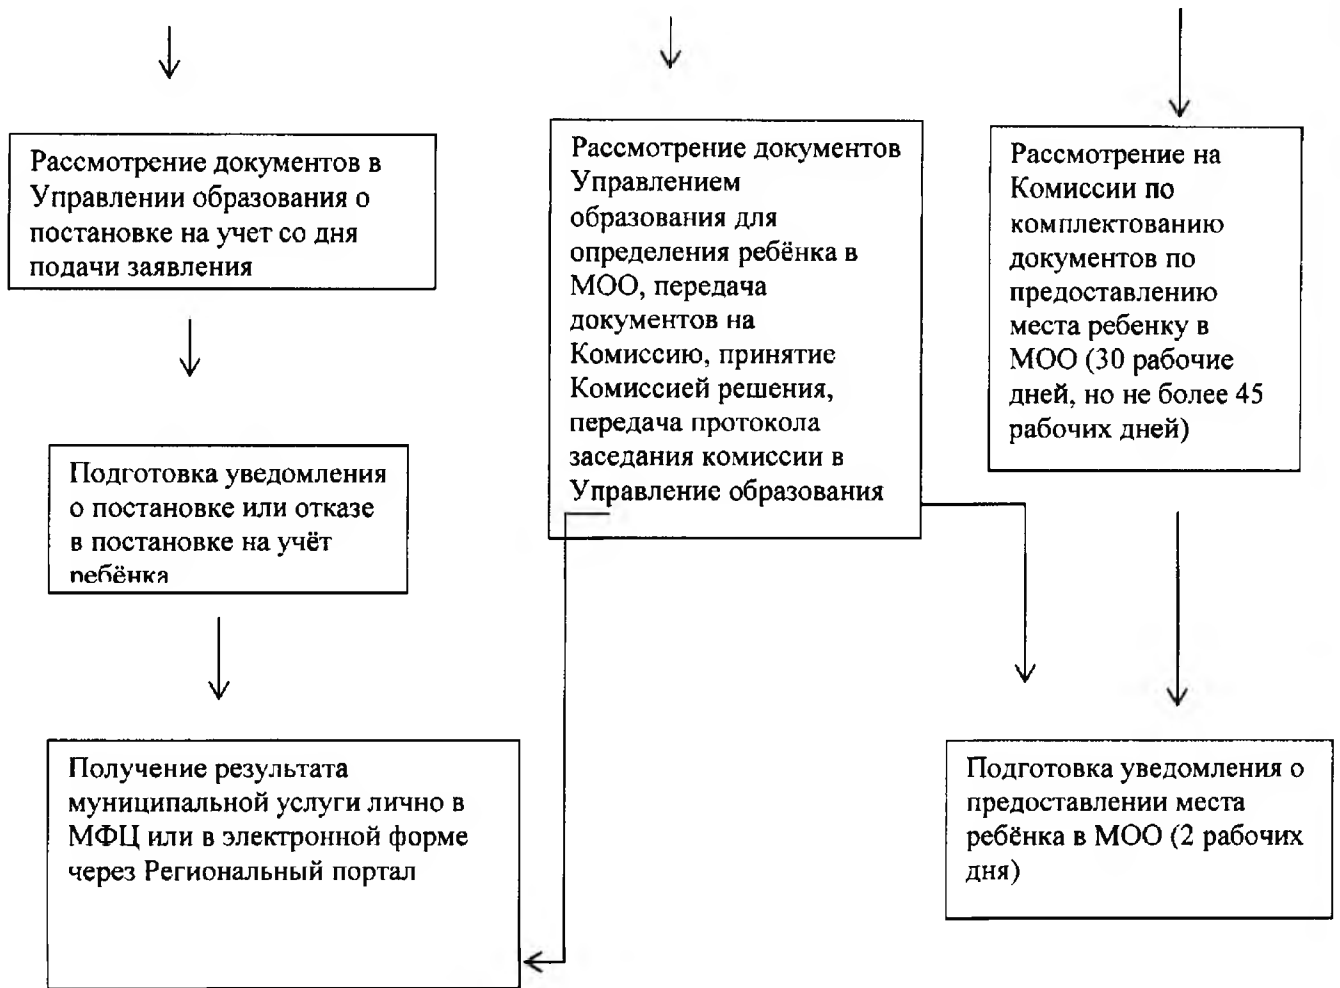 Рассмотрение документов в
Управлении образования о
постановке на учет со дня
подачи заявления
Подготовка уведомления
о постановке или отказе
в постановке на учёт
ребёнка
Получение результата
муниципальной услуги лично в
МФЦ или в электронной форме
через Региональный портал
Рассмотрение документов
Управлением
образования для
определения ребёнка в
МОО, передача
документов на
Комиссию, принятие
Комиссией решения,
передача протокола
заседания комиссии в
Управление образования
Рассмотрение на
Комиссии по
комплектованию
документов по
предоставлению
места ребенку в
МОО (30 рабочие
дней, но не более 45
рабочих дней)
Подготовка уведомления о
предоставлении места
ребёнка в МОО (2 рабочих
дня)